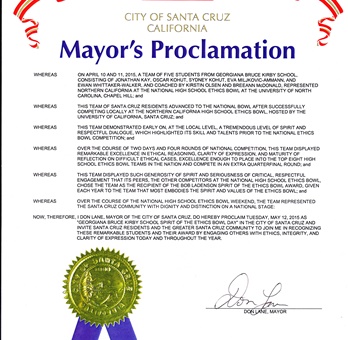 CITY OF SANTA CRUZ
CALIFORNIA
Mayor's Proclamation
WHEREAS ON APRIL 10 AND 11, 2015, A TEAM OF FIVE STUDENTS FROM GEORGIANA BRUCE KIRBY SCHOOL,
CONSISTING OF JONATHAN KAY, OSCAR KOHUT, SYDNEY KOHUT, EVA MELJKOVIC-ARMANN, AND
EWAN WHITTAKER-WALKER, AND COACHED BY KIRSTEN OLSEN AND BREEANN McDONALD, REPRESENTED
NORTHERN CALIFORNIA AT THE NATIONAL HIGH SCHOOL ETHICS BOWL, AT THE UNIVERSITY OF NORTH
CAROLINA, CHAPEL HILL; AND
WHEREAS THIS TEAM OF SANTA CRUZ RESIDENTS ADVANCED TO THE NATIONAL BOWL AFTER SUCCESSFULLY
COMPETING LOCALLY AT THE NORTHERN CALIFORNIA HIGH SCHOOL ETHICS BOWL, HOSTED BY THE
UNIVERSITY OF CALIFORNIA, SANTA CRUZ; AND
WHEREAS THIS TEAM DEMONSTRATED EARLY ON, AT THE LOCAL LEVEL, A TREMENDOUS LEVEL OF SPIRIT AND
RESPECTFUL DIALOGUE, WHICH HIGHLIGHTED ITS SKILL AND TALENTS PRIOR TO THE NATIONAL ETHICS
BOWL COMPETITION; AND
WHEREAS OVER THE COURSE OF TWO DAYS AND FOUR ROUNDS OF NATIONAL COMPETITION, THIS TEAM DISPLAYED
REMARKABLE EXCELLENCE IN ETHICAL REASONING, CLARITY OF EXPRESSION, AND MATURITY OF
REFLECTION ON DIFFICULT ETHICAL CASES, EXCELLENCE ENOUGH TO PLACE INTO THE TOP EIGHT HIGH
SCHOOL ETHICS BOWL TEAMS IN THE NATION AND COMPETE IN AN EXTRA QUARTERFINAL ROUND; AND
WHEREAS THIS TEAM DISPLAYED SUCH GENEROSITY OF SPIRIT AND SERIOUSNESS OF CRITICAL, RESPECTFUL
ENGAGEMENT THAT ITS PEERS, THE OTHER COMPETITORS AT THE NATIONAL HIGH SCHOOL ETHICS BOWL,
CHOSE THE TEAM AS THE RECIPIENT OF THE BOB LADENSON SPIRIT OF THE ETHICS BOWL AWARD, GIVEN
EACH YEAR TO THE TEAM THAT MOST EMBODIES THE SPIRIT AND VALUES OF THE ETHICS BOWL; AND
WHEREAS OVER THE COURSE OF THE NATIONAL HIGH SCHOOL ETHICS BOWL WEEKEND, THE TEAM REPRESENTED
THE SANTA CRUZ COMMUNITY WITH DIGNITY AND DISTINCTION ON A NATIONAL STAGE;
NOW, THEREFORE, I DON LANE, MAYOR OF THE CITY OF SANTA CRUZ, DO HEREBY PROCLAIM TUESDAY, MAY 12, 2015 AS
"GEORGIANA BRUCE KIRBY SCHOOL SPIRIT OF THE ETHICS BOWL DAY" IN THE CITY OF SANTA CRUZ AND
INVITE SANTA CRUZ RESIDENTS AND THE GREATER SANTA CRUZ COMMUNITY TO JOIN ME IN RECOGNIZING
THESE REMARKABLE STUDENTS AND THEIR AWARD BY ENGAGING OTHERS WITH ETHICS, INTEGRITY, AND
CLARITY OF EXPRESSION TODAY AND THROUGHOUT THE YEAR.
Don Lane
DON LANE, MAYOR